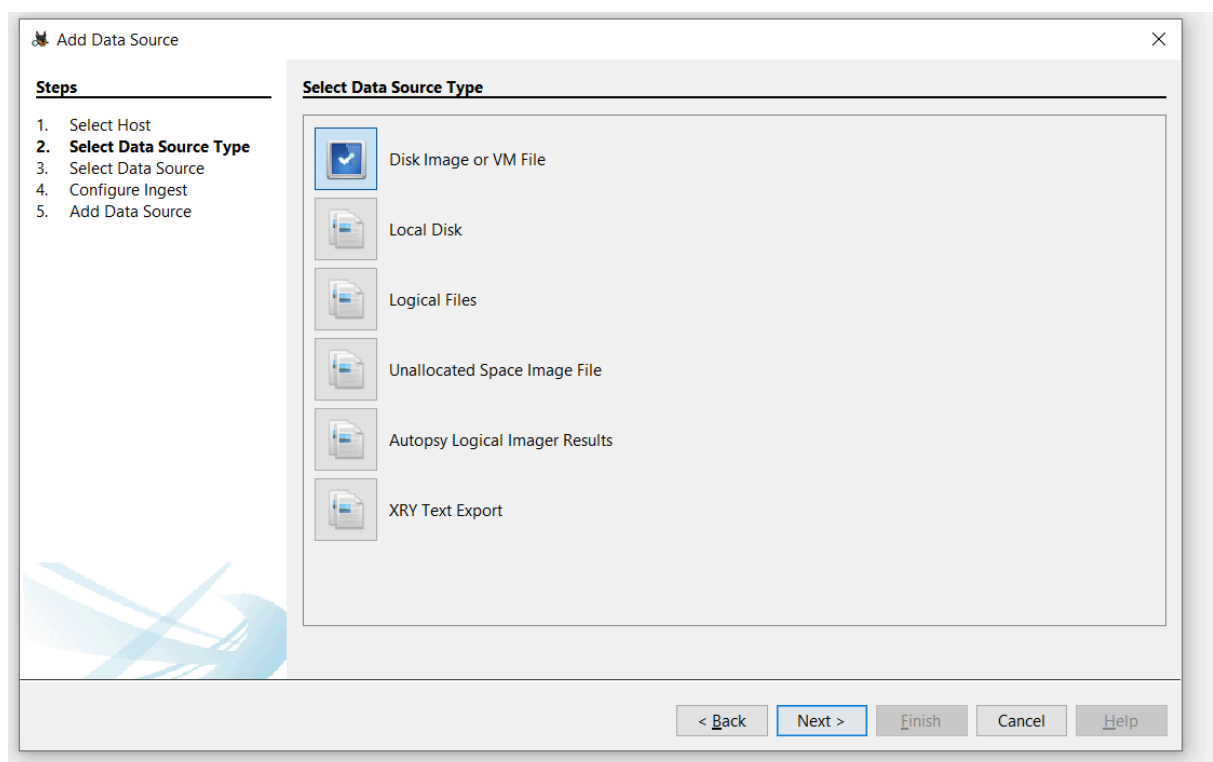 Add Data Source
Steps
1. Select Host
2. Select Data Source Type
3. Select Data Source
4. Configure Ingest
5. Add Data Source
Select Data Source Type
Disk Image or VM File
Local Disk
Logical Files
Unallocated Space Image File
Autopsy Logical Imager Results
XRY Text Export
< Back
Next >
Finish
Cancel
Help